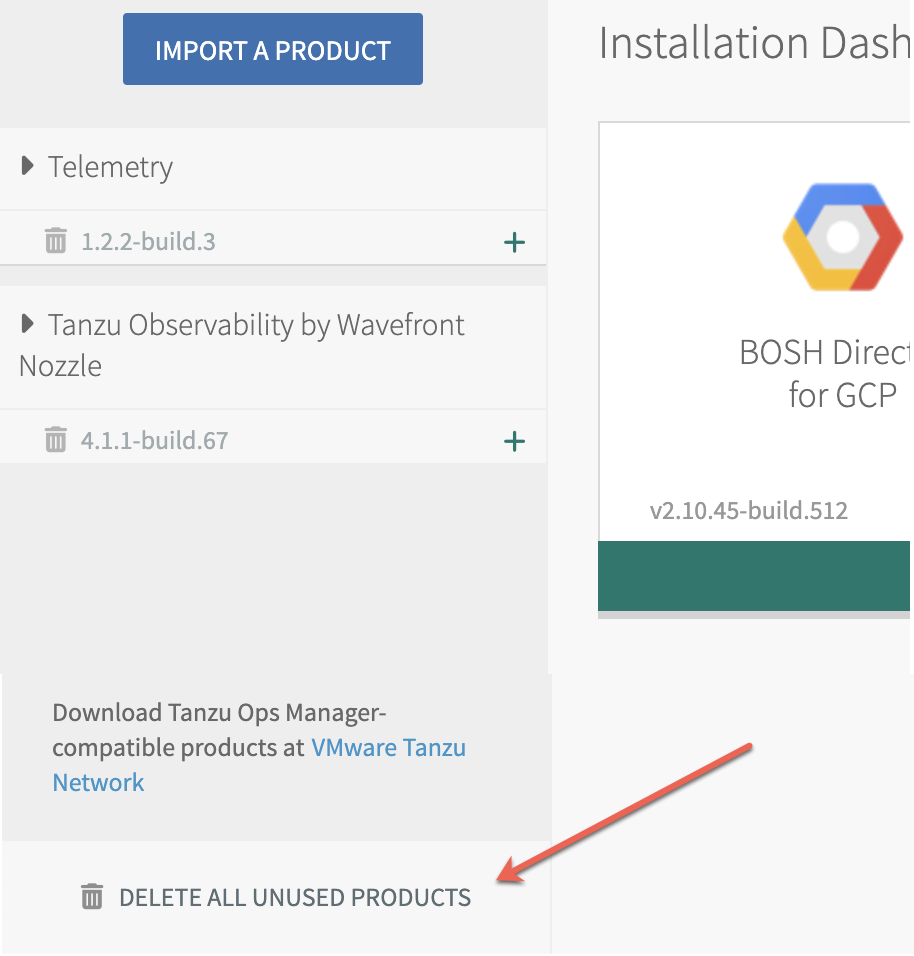 IMPORT A PRODUCT
Telemetry
1.2.2-build.3
Tanzu Observability by Wavefront
Nozzle
4.1.1-build.67
Download Tanzu Ops Manager-
compatible products at VMware Tanzu
Network
DELETE ALL UNUSED PRODUCTS
Installation Dash
BOSH Direct
for GCP
v2.10.45-build.512